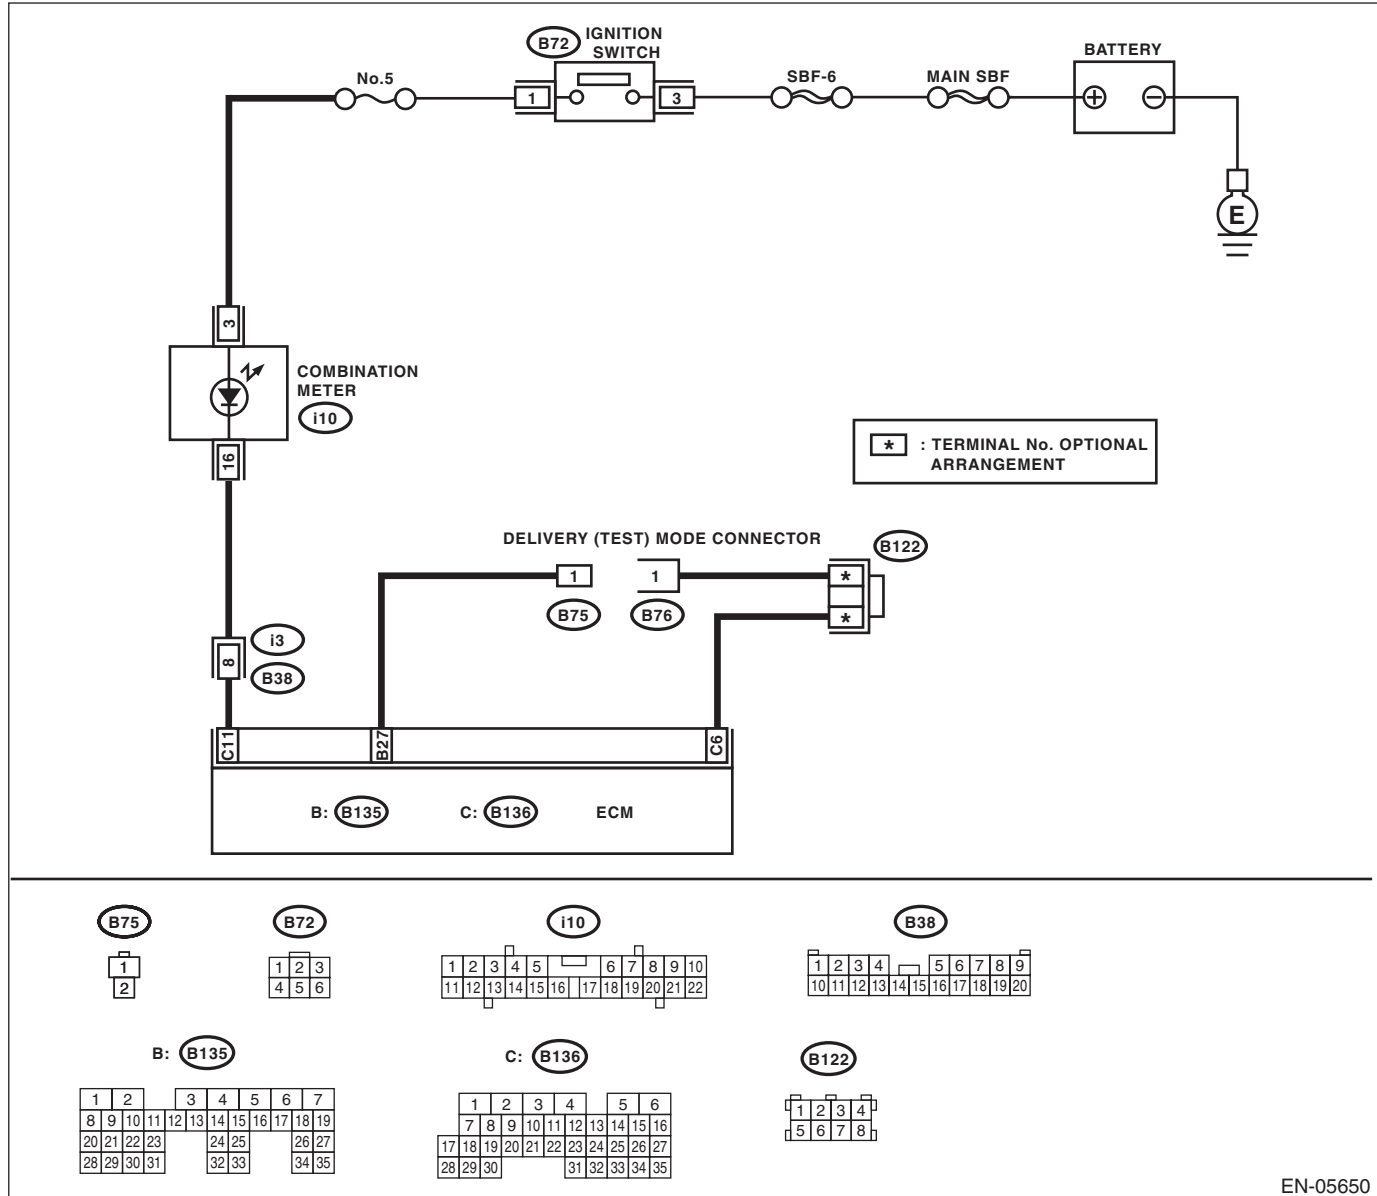 B72 IGNITION
SWITCH
BATTERY
No.5
SBF-6
MAIN SBF
1
3
E
3
COMBINATION
METER
i10
16
* : TERMINAL No. OPTIONAL
ARRANGEMENT
DELIVERY (TEST) MODE CONNECTOR
B122
1
1
*
B75
B76
*
i3
8
B38
C11
B27
C6
B: B135
C: B136
ECM
B75
B72
i10
B38
1
2
1 2 3
4 5 6
1 2 3 4 5 6 7 8 9 10
11 12 13 14 15 16 17 18 19 20 21 22
1 2 3 4 5 6 7 8 9
10 11 12 13 14 15 16 17 18 19 20
B: B135
C: B136
B122
1 2 3 4 5 6 7
8 9 10 11 12 13 14 15 16 17 18 19
20 21 22 23 24 25 26 27
28 29 30 31 32 33 34 35
1 2 3 4 5 6
7 8 9 10 11 12 13 14 15 16
17 18 19 20 21 22 23 24 25 26 27
28 29 30 31 32 33 34 35
1 2 3 4
5 6 7 8
EN-05650